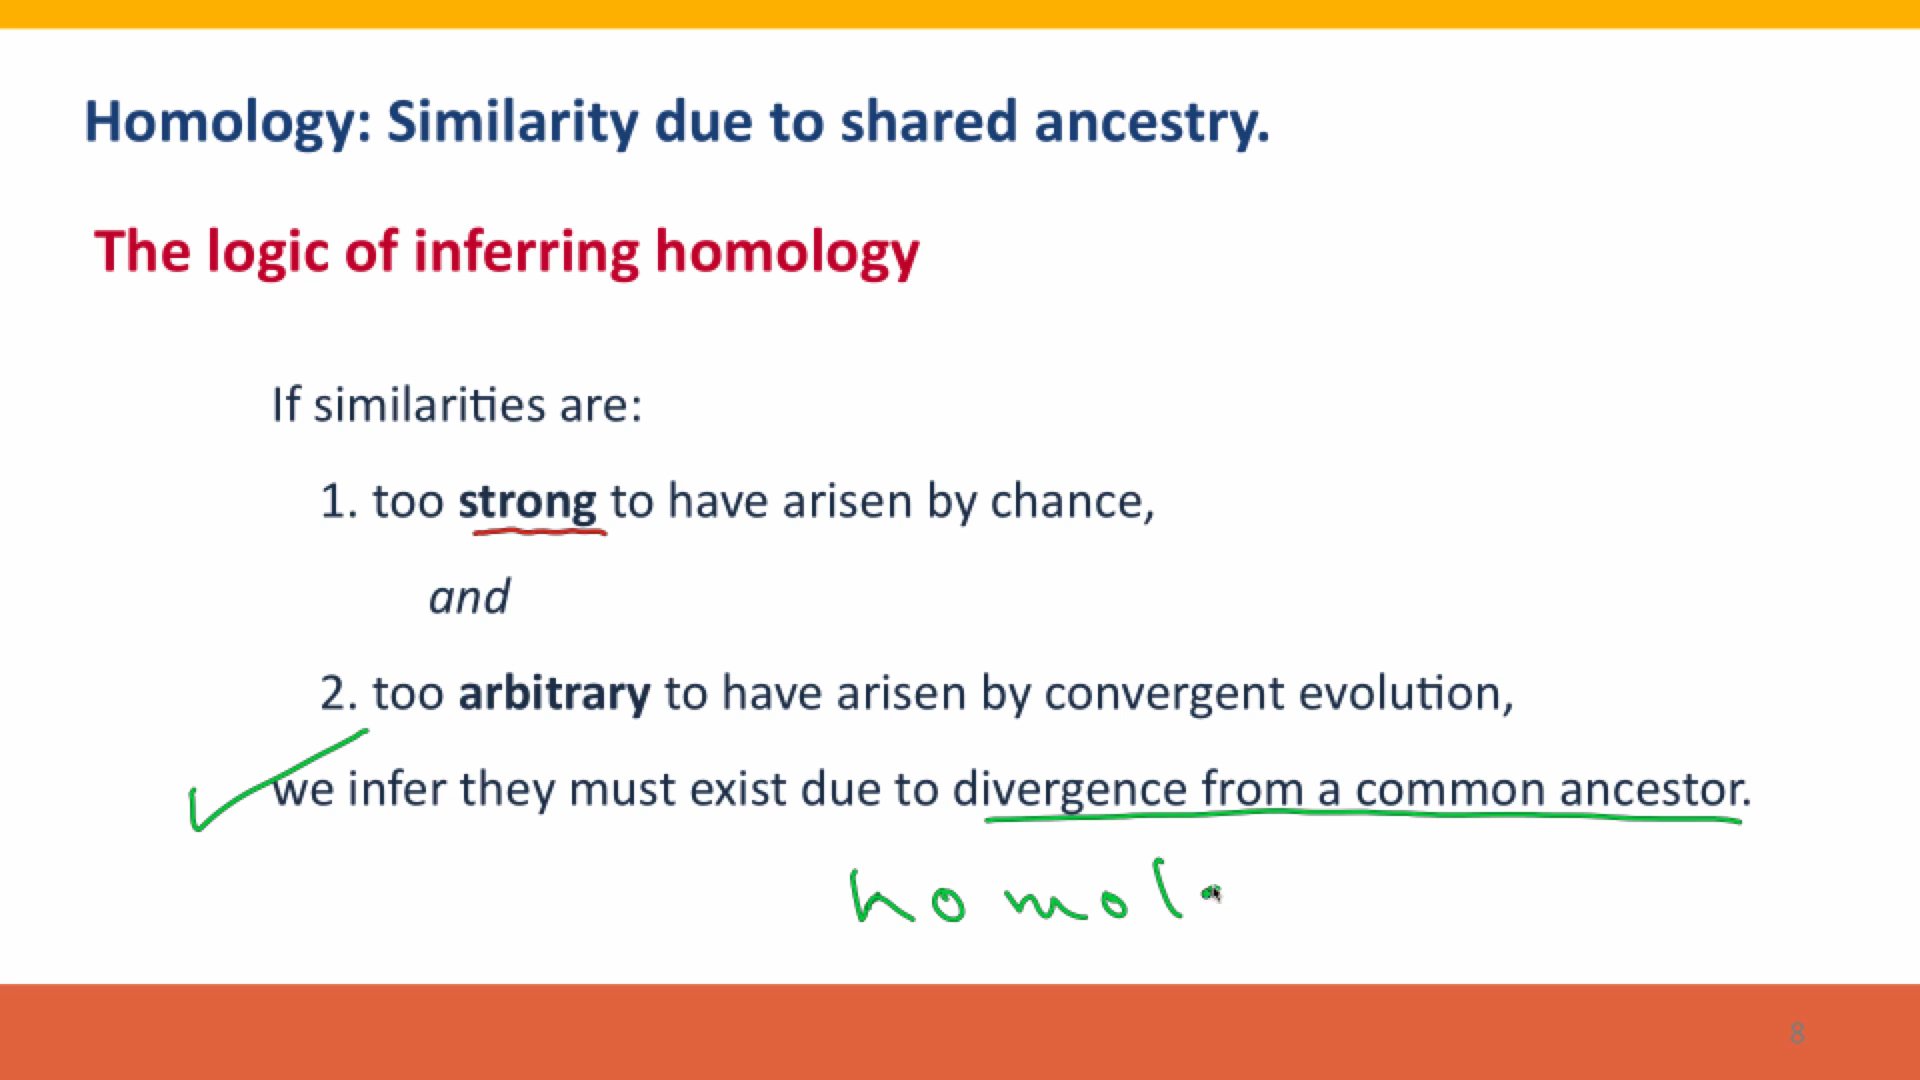 Homology: Similarity due to shared ancestry.
The logic of inferring homology
If similarities are:
1. too strong to have arisen by chance,
and
2. too arbitrary to have arisen by convergent evolution,
we infer they must exist due to divergence from a common ancestor.
homol
8